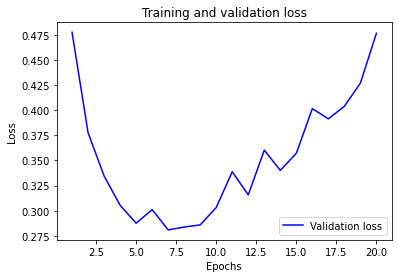 Training and validation loss
0.475
0.450
0.425
0.400
0.375
0.350
0.325
0.300
0.275
Loss
Validation loss
2.5 5.0 7.5 10.0 12.5 15.0 17.5 20.0
Epochs